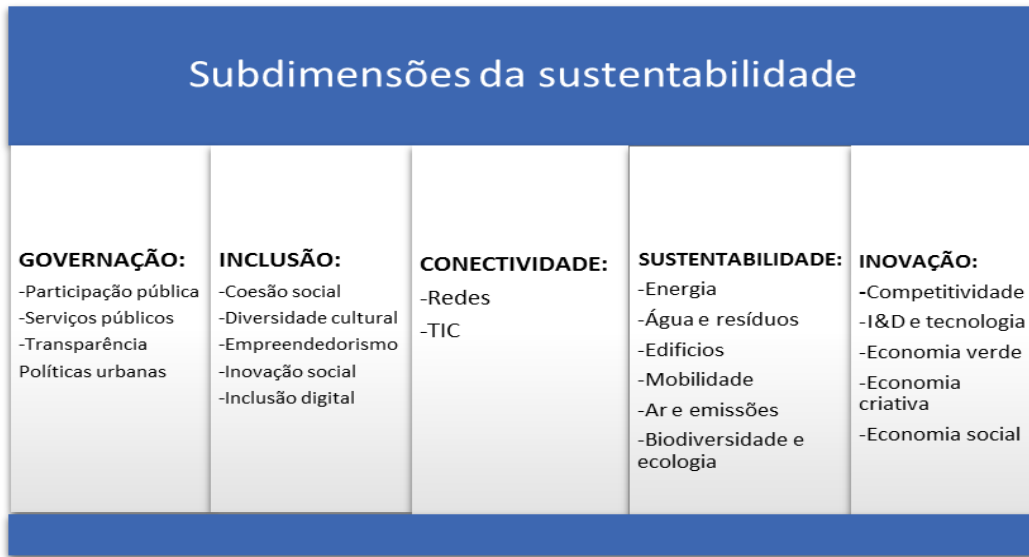 Subdimensões da sustentabilidade
GOVERNAÇÃO:
-Participação pública
-Serviços públicos
-Transparência
Políticas urbanas
INCLUSÃO:
-Coesão social
-Diversidade cultural
-Empreendedorismo
-Inovação social
-Inclusão digital
CONECTIVIDADE:
-Redes
-TIC
SUSTENTABILIDADE:
-Energia
-Água e resíduos
-Edificios
-Mobilidade
-Ar e emissões
-Biodiversidade e
ecologia
INOVAÇÃO:
-Competitividade
-I&D e tecnologia
-Economia verde
-Economia
criativa
-Economia social